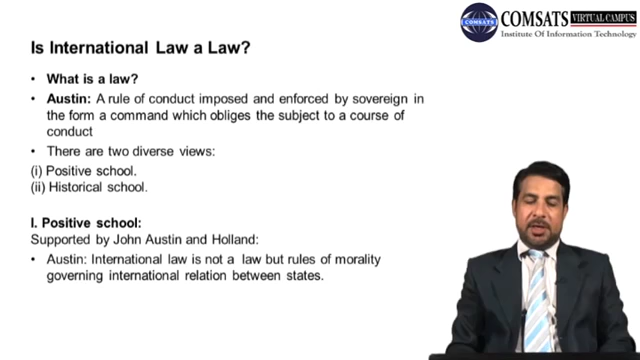 COMSATS VIRTUAL CAMPUS
Institute Of Information Technology
Is International Law a Law?
• What is a law?
• Austin: A rule of conduct imposed and enforced by sovereign in
the form a command which obliges the subject to a course of
conduct
• There are two diverse views:
(i) Positive school.
(ii) Historical school.
I. Positive school:
Supported by John Austin and Holland:
• Austin: International law is not a law but rules of morality
governing international relation between states.